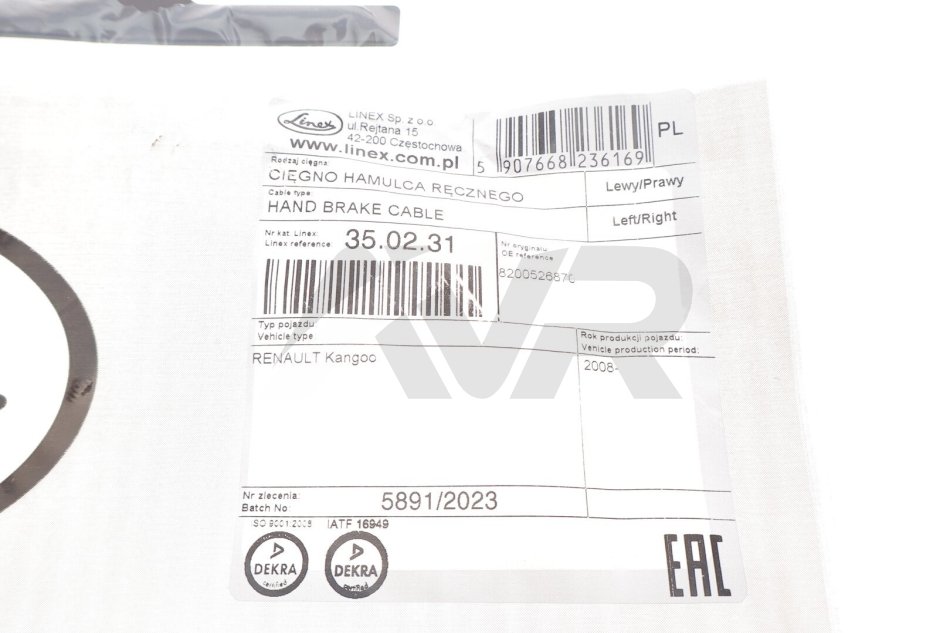 Linex
LINEX Sp. z o.o.
ul.Rejtana 15
42-200 Częstochowa
www.linex.com.pl
5 907668 236169
PL
Rodzaj cięgna:
CIĘGNO HAMULCA RĘCZNEGO
Lewy/Prawy
Cable type:
HAND BRAKE CABLE
Left/Right
Nr kat. Linex:
Linex reference:
35.02.31
Nr oryginału
OE reference
8200526870
Typ pojazdu
Vehicle type
Rok produkcji pojazdu:
Vehicle production period:
RENAULT Kangoo
2008-
Nr zlecenia:
Batch No:
5891/2023
ISO 9001:2008
IATF 16949
DEKRA
certified
DEKRA
certified
EAC
AVR